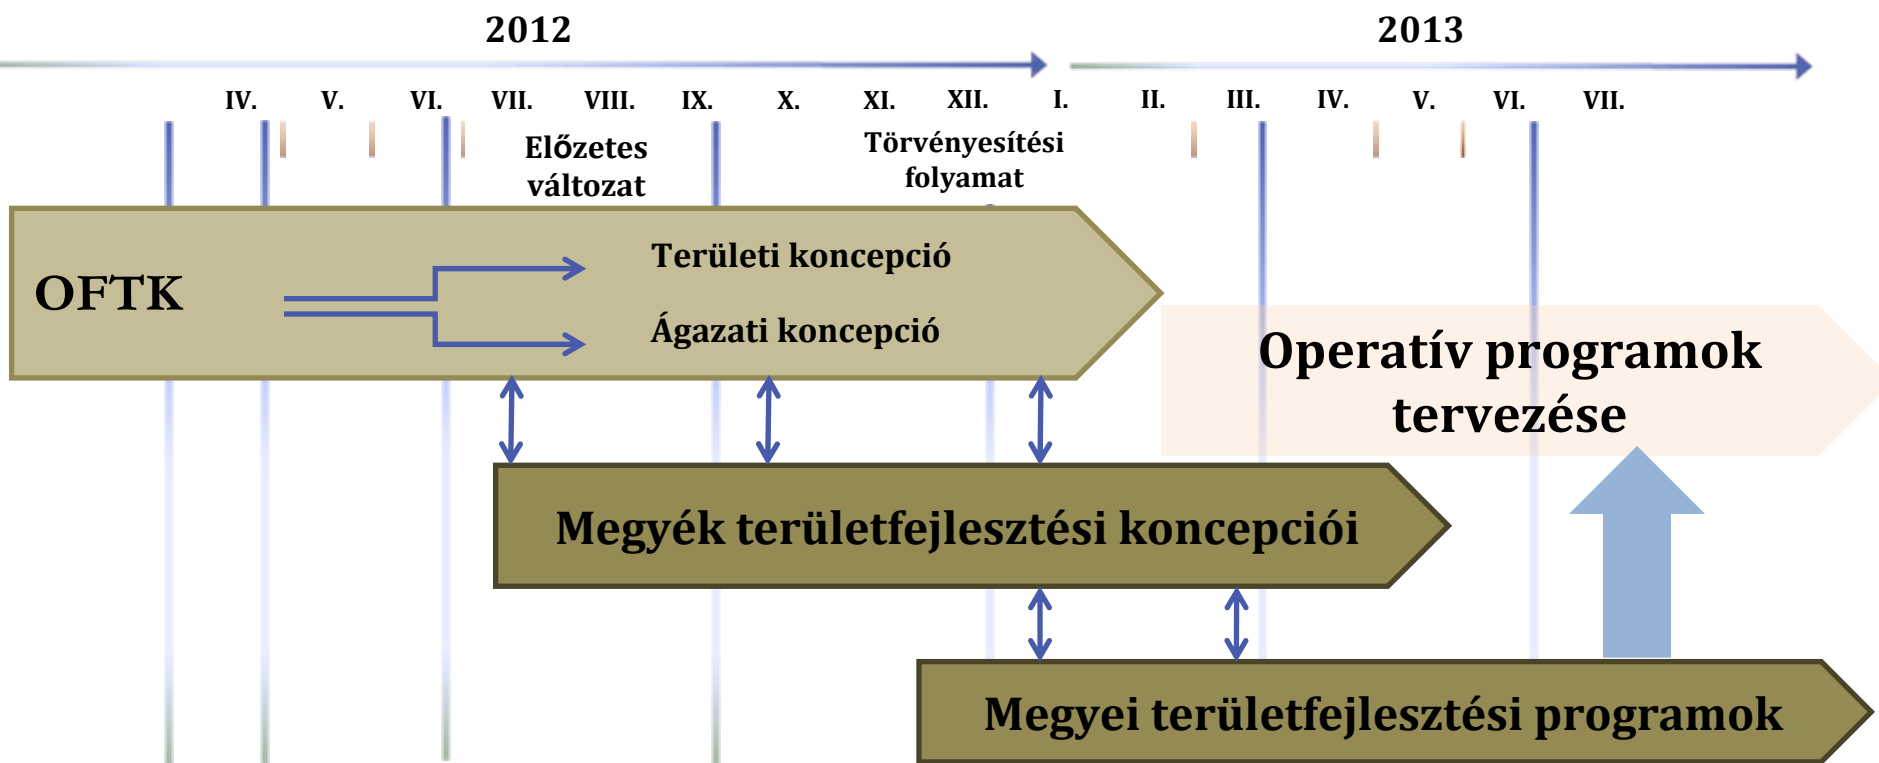 2012
2013
IV. V. VI. VII. VIII. IX. X. XI. XII. I. II. III. IV. V. VI. VII.
Előzetes
változat
Törvényesítési
folyamat
OFTK
Területi koncepció
Ágazati koncepció
Operatív programok
tervezése
Megyék területfejlesztési koncepciói
Megyei területfejlesztési programok